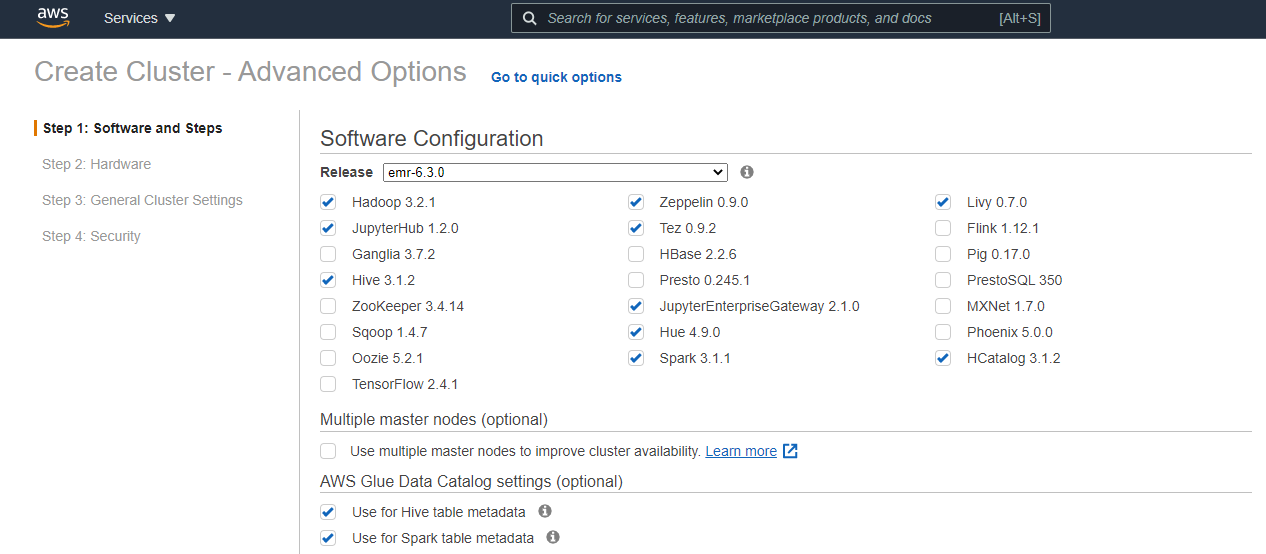 aws Services Search for services, features, marketplace products, and docs [Alt+S]
Create Cluster - Advanced Options Go to quick options
Step 1: Software and Steps
Step 2: Hardware
Step 3: General Cluster Settings
Step 4: Security
Software Configuration
Release emr-6.3.0
Hadoop 3.2.1 Zeppelin 0.9.0 Livy 0.7.0
JupyterHub 1.2.0 Tez 0.9.2 Flink 1.12.1
Ganglia 3.7.2 HBase 2.2.6 Pig 0.17.0
Hive 3.1.2 Presto 0.245.1 PrestoSQL 350
ZooKeeper 3.4.14 JupyterEnterpriseGateway 2.1.0 MXNet 1.7.0
Sqoop 1.4.7 Hue 4.9.0 Phoenix 5.0.0
Oozie 5.2.1 Spark 3.1.1 HCatalog 3.1.2
TensorFlow 2.4.1
Multiple master nodes (optional)
Use multiple master nodes to improve cluster availability. Learn more
AWS Glue Data Catalog settings (optional)
Use for Hive table metadata
Use for Spark table metadata